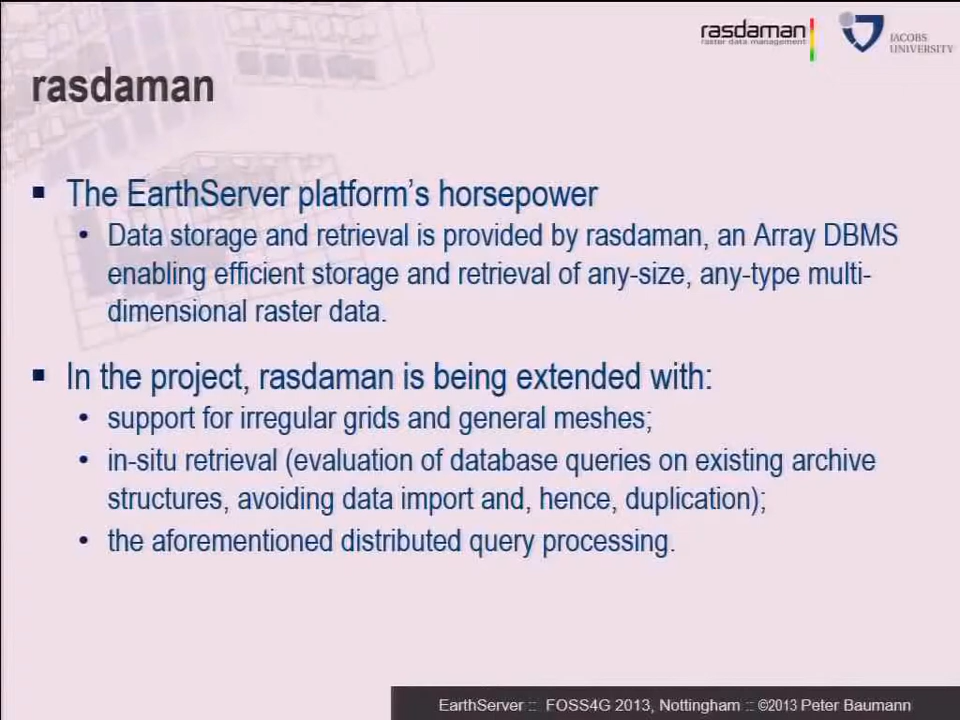 rasdaman
raster data management
JACOBS
UNIVERSITY
rasdaman
The EarthServer platform's horsepower
Data storage and retrieval is provided by rasdaman, an Array DBMS
enabling efficient storage and retrieval of any-size, any-type multi-
dimensional raster data.
In the project, rasdaman is being extended with:
support for irregular grids and general meshes;
in-situ retrieval (evaluation of database queries on existing archive
structures, avoiding data import and, hence, duplication);
the aforementioned distributed query processing.
EarthServer :: FOSS4G 2013, Nottingham :: ©2013 Peter Baumann